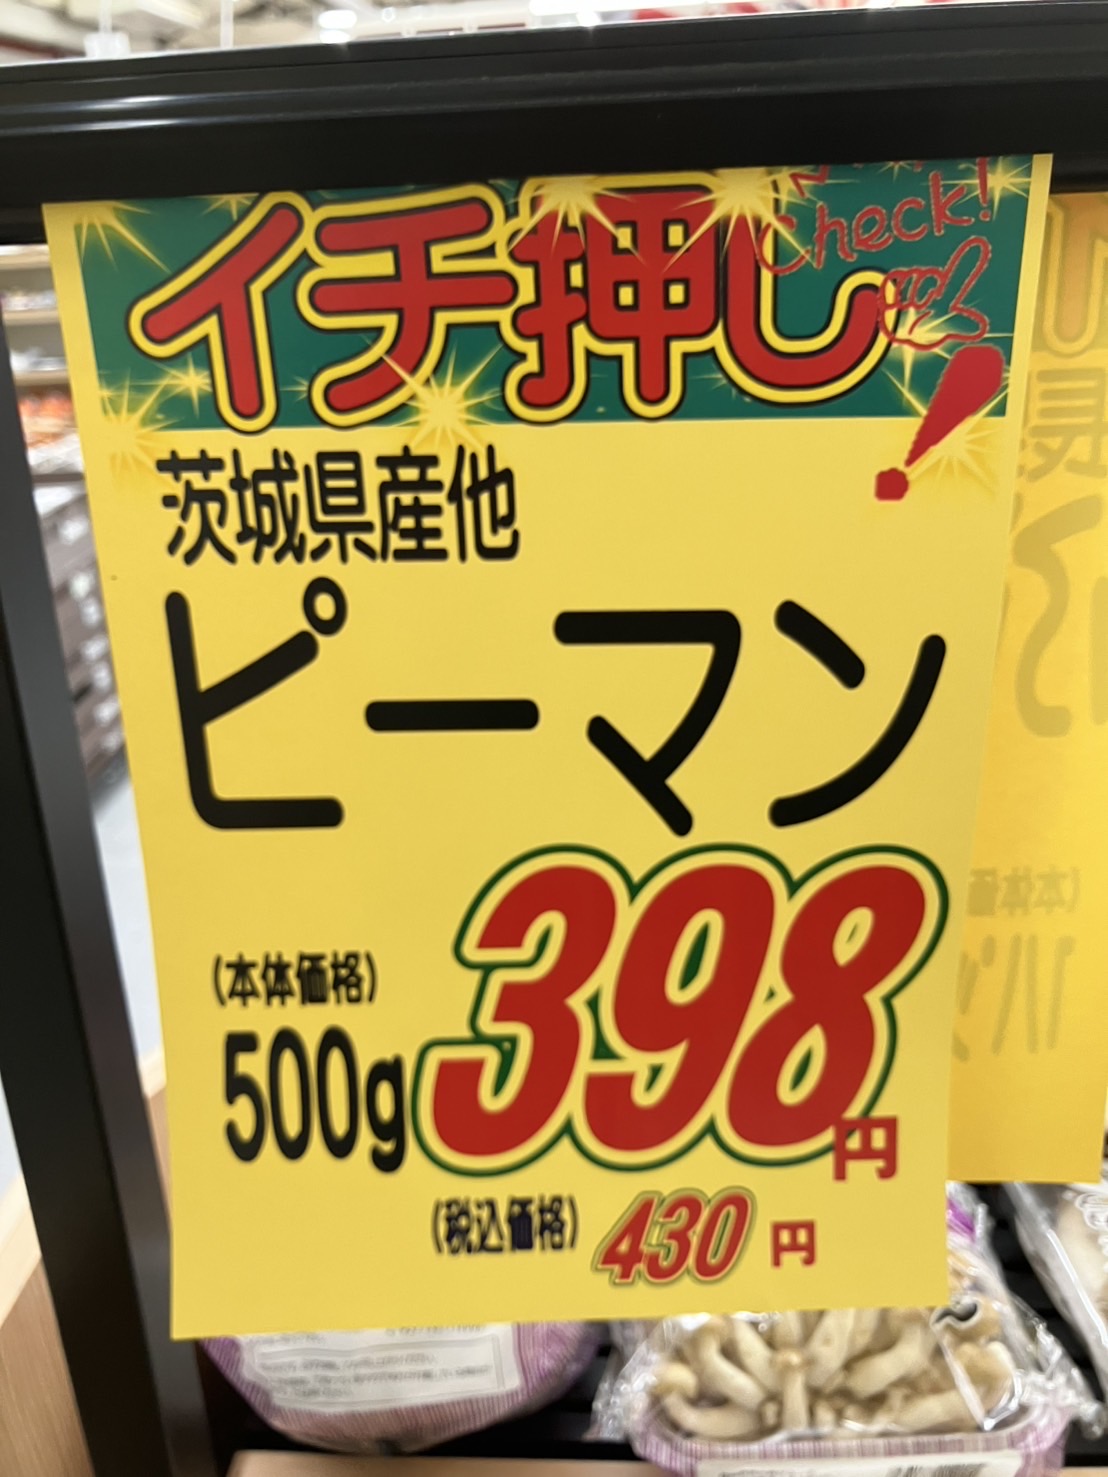 イチ押し
Check!
!
茨城県産他
ピーマン
(本体価格)
500g
398円
(税込価格) 430円